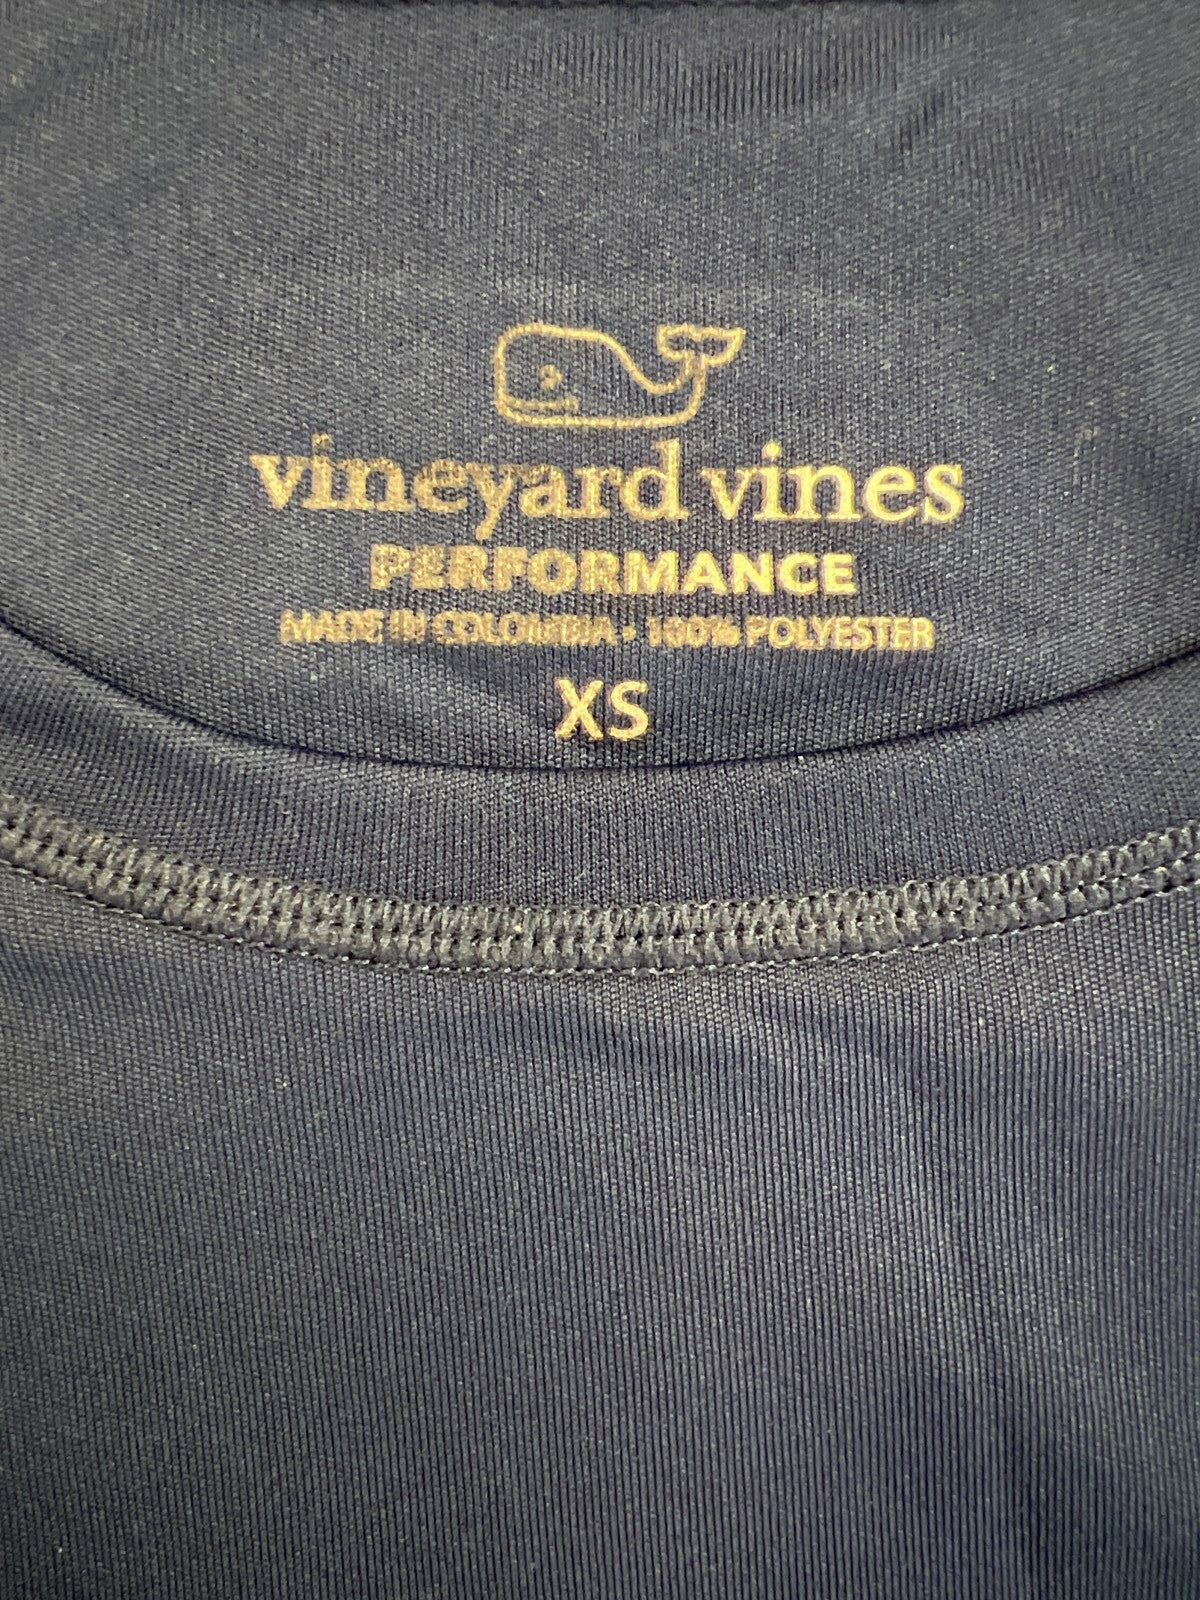 vineyard vines
PERFORMANCE
MADE IN COLOMBIA • 100% POLYESTER
XS